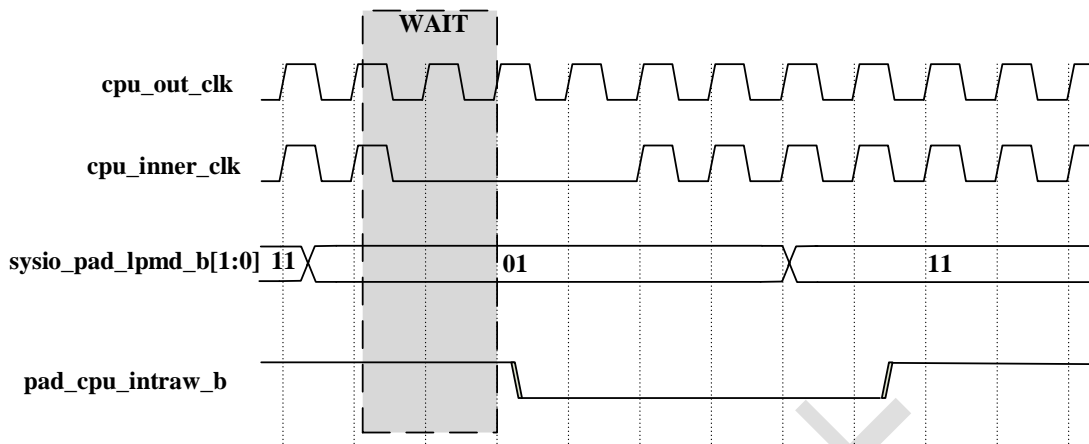 WAIT
cpu_out_clk
cpu_inner_clk
sysio_pad_lpmd_b[1:0] 11 01 11
pad_cpu_intraw_b